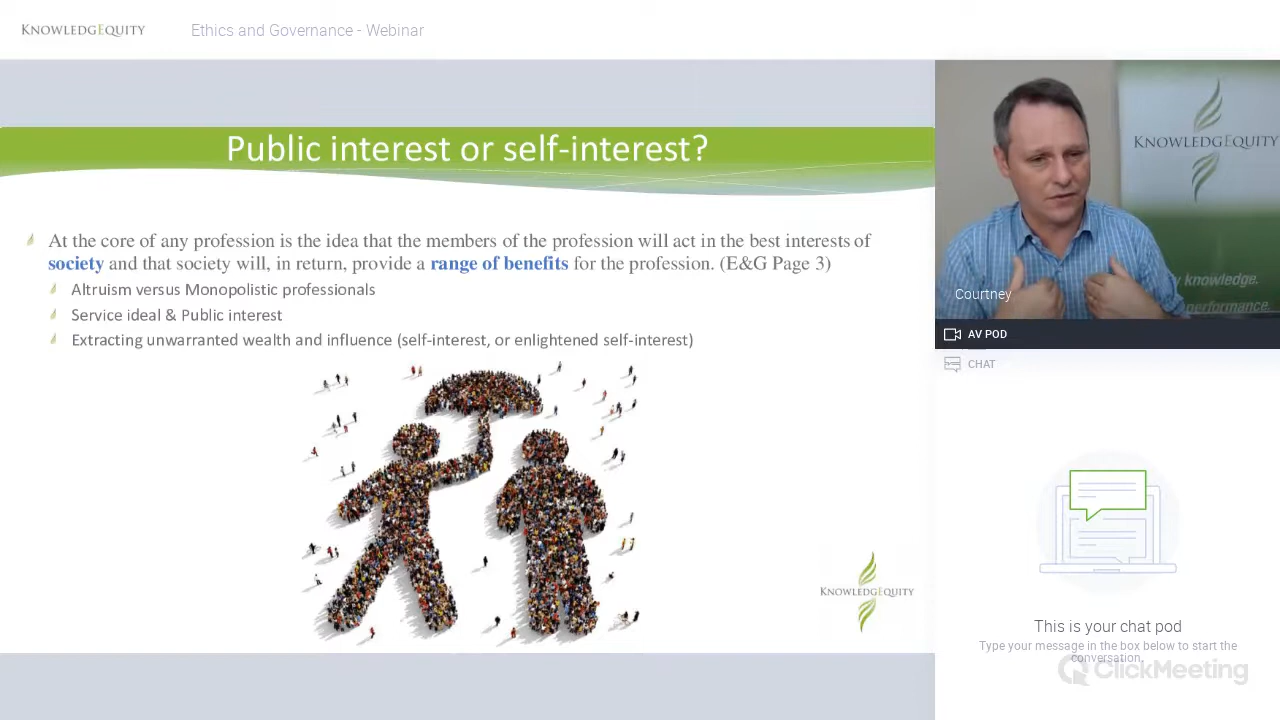 KNOWLEDGEQUITY
Ethics and Governance - Webinar
Public interest or self-interest?
At the core of any profession is the idea that the members of the profession will act in the best interests of
society and that society will, in return, provide a range of benefits for the profession. (E&G Page 3)
Altruism versus Monopolistic professionals
Service ideal & Public interest
Extracting unwarranted wealth and influence (self-interest, or enlightened self-interest)
KNOWLEDGEQUITY
KNOWLEDGEQUITY
knowledge.
performance.
Courtney
AV POD
CHAT
This is your chat pod
Type your message in the box below to start the
conversation.
ClickMeeting